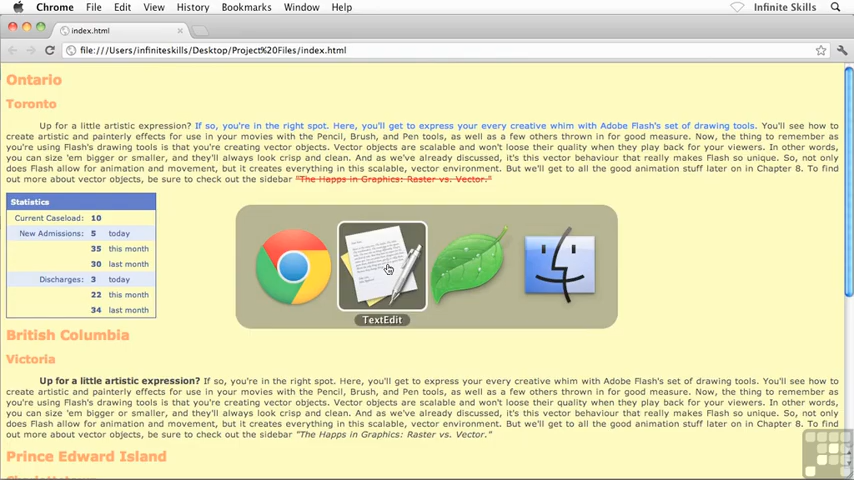 Chrome File Edit View History Bookmarks Window Help Infinite Skills
index.html
file:///Users/infiniteskills/Desktop/Project%20Files/index.html
Ontario
Toronto
Up for a little artistic expression? If so, you're in the right spot. Here, you'll get to express your every creative whim with Adobe Flash's set of drawing tools. You'll see how to
create artistic and painterly effects for use in your movies with the Pencil, Brush, and Pen tools, as well as a few others thrown in for good measure. Now, the thing to remember as
you're using Flash's drawing tools is that you're creating vector objects. Vector objects are scalable and won't loose their quality when they play back for your viewers. In other words,
you can size 'em bigger or smaller, and they'll always look crisp and clean. And as we've already discussed, it's this vector behaviour that really makes Flash so unique. So, not only
does Flash allow for animation and movement, but it creates everything in this scalable, vector environment. But we'll get to all the good animation stuff later on in Chapter 8. To find
out more about vector objects, be sure to check out the sidebar "The Happs in Graphics: Raster vs. Vector."
Statistics
Current Caseload: 10
New Admissions: 5 today
35 this month
30 last month
Discharges: 3 today
22 this month
34 last month
TextEdit
British Columbia
Victoria
Up for a little artistic expression? If so, you're in the right spot. Here, you'll get to express your every creative whim with Adobe Flash's set of drawing tools. You'll see how to
create artistic and painterly effects for use in your movies with the Pencil, Brush, and Pen tools, as well as a few others thrown in for good measure. Now, the thing to remember as
you're using Flash's drawing tools is that you're creating vector objects. Vector objects are scalable and won't loose their quality when they play back for your viewers. In other words,
you can size 'em bigger or smaller, and they'll always look crisp and clean. And as we've already discussed, it's this vector behaviour that really makes Flash so unique. So, not only
does Flash allow for animation and movement, but it creates everything in this scalable, vector environment. But we'll get to all the good animation stuff later on in Chapter 8. To find
out more about vector objects, be sure to check out the sidebar "The Happs in Graphics: Raster vs. Vector."
Prince Edward Island